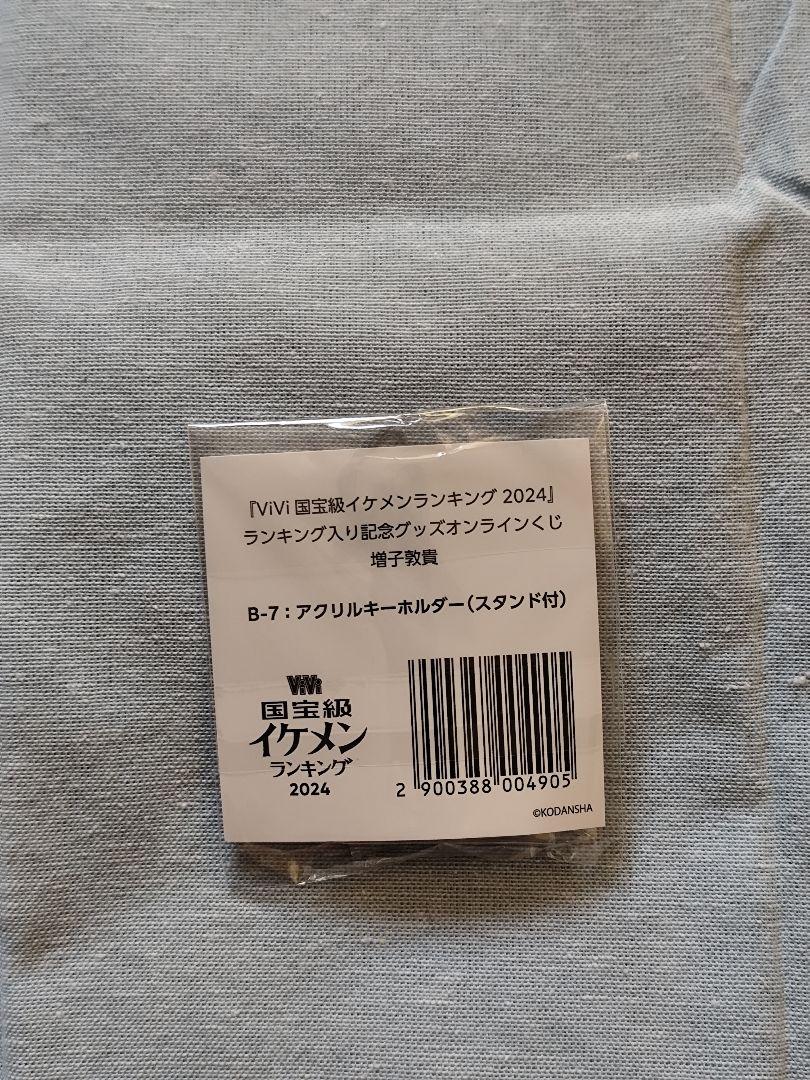 『ViVi 国宝級イケメンランキング 2024』
ランキング入り記念グッズオンラインくじ
増子敦貴
B-7：アクリルキーホルダー（スタンド付）
ViVi
国宝級
イケメン
ランキング
2024
2 900388 004905
©KODANSHA